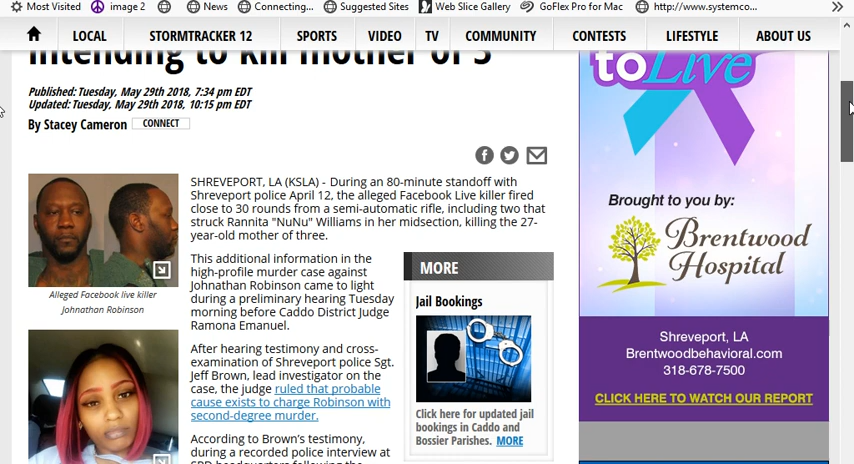 Most Visited
image 2
News
Connecting...
Suggested Sites
Web Slice Gallery
GoFlex Pro for Mac
http://www.systemco...
LOCAL
STORMTRACKER 12
SPORTS
VIDEO
TV
COMMUNITY
CONTESTS
LIFESTYLE
ABOUT US
intending to kill mother of 3
Published: Tuesday, May 29th 2018, 7:34 pm EDT
Updated: Tuesday, May 29th 2018, 10:15 pm EDT
By Stacey Cameron
CONNECT
SHREVEPORT, LA (KSLA) - During an 80-minute standoff with
Shreveport police April 12, the alleged Facebook Live killer fired
close to 30 rounds from a semi-automatic rifle, including two that
struck Rannita "NuNu" Williams in her midsection, killing the 27-
year-old mother of three.
Alleged Facebook live killer
Johnathan Robinson
This additional information in the
high-profile murder case against
Johnathan Robinson came to light
during a preliminary hearing Tuesday
morning before Caddo District Judge
Ramona Emanuel.
After hearing testimony and cross-
examination of Shreveport police Sgt.
Jeff Brown, lead investigator on the
case, the judge ruled that probable
cause exists to charge Robinson with
second-degree murder.
According to Brown's testimony,
during a recorded police interview at
SPD headquarters following the
MORE
Jail Bookings
Click here for updated jail
bookings in Caddo and
Bossier Parishes. MORE
toLive
Brought to you by:
Brentwood
Hospital
Shreveport, LA
Brentwoodbehavioral.com
318-678-7500
CLICK HERE TO WATCH OUR REPORT